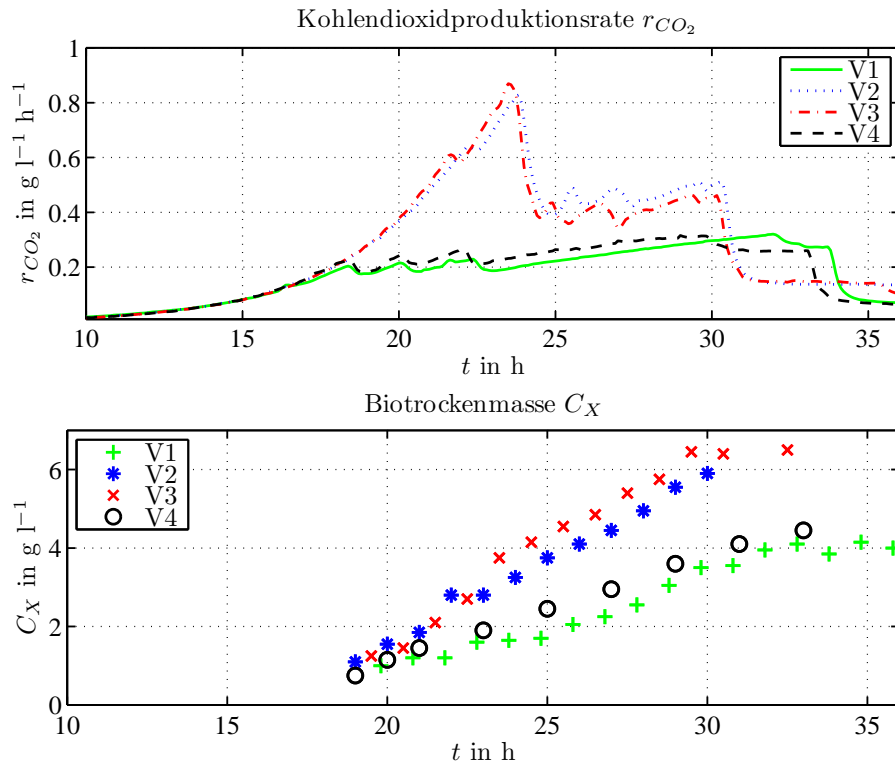 Kohlendioxidproduktionsrate r_{CO_2}
r_{CO_2} in g l^{-1} h^{-1}
1
0.8
0.6
0.4
0.2
V1
V2
V3
V4
10 15 20 25 30 35
t in h
Biotrockenmasse C_X
C_X in g l^{-1}
6
4
2
0
V1
V2
V3
V4
10 15 20 25 30 35
t in h